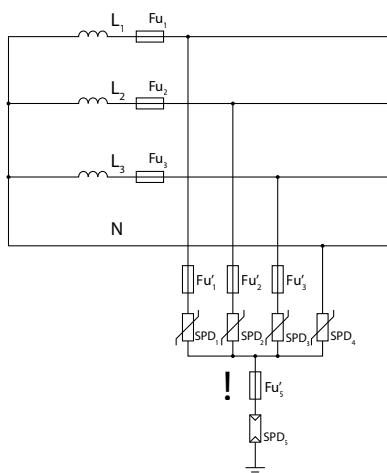 L₁ Fu₁
L₂ Fu₂
L₃ Fu₃
N
Fu'₁ Fu'₂ Fu'₃
SPD₁ SPD₂ SPD₃ SPD₄
! Fu'₅
SPD₅